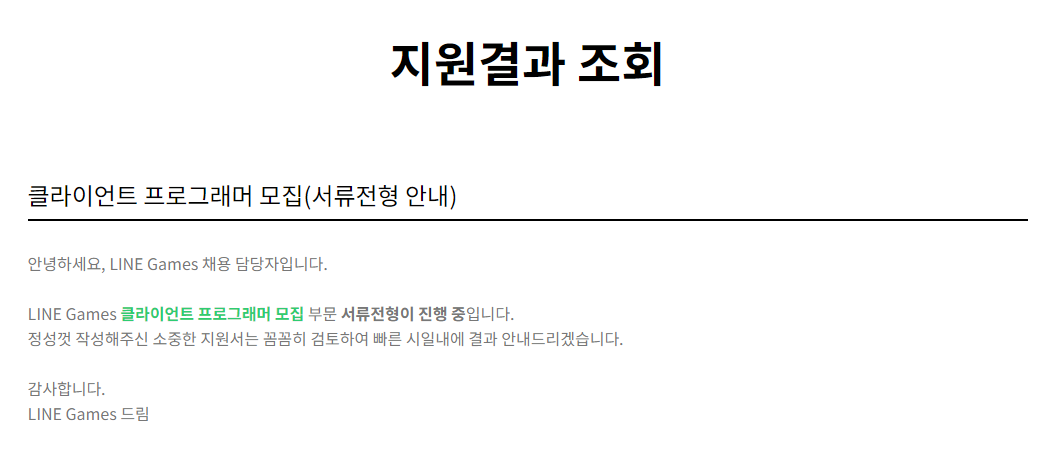 지원결과 조회
클라이언트 프로그래머 모집(서류전형 안내)
안녕하세요, LINE Games 채용 담당자입니다.
LINE Games 클라이언트 프로그래머 모집 부문 서류전형이 진행 중입니다.
정성껏 작성해주신 소중한 지원서는 꼼꼼히 검토하여 빠른 시일내에 결과 안내드리겠습니다.
감사합니다.
LINE Games 드림